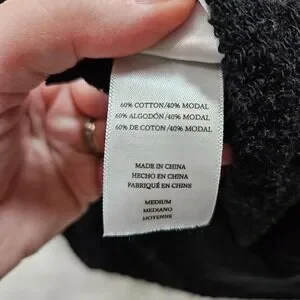 60% COTTON/40% MODAL
60% ALGODÓN/40% MODAL
60% DE COTON/40% MODAL
MADE IN CHINA
HECHO EN CHINA
FABRIQUÉ EN CHINE
MEDIUM
MEDIANO
MOYENNE